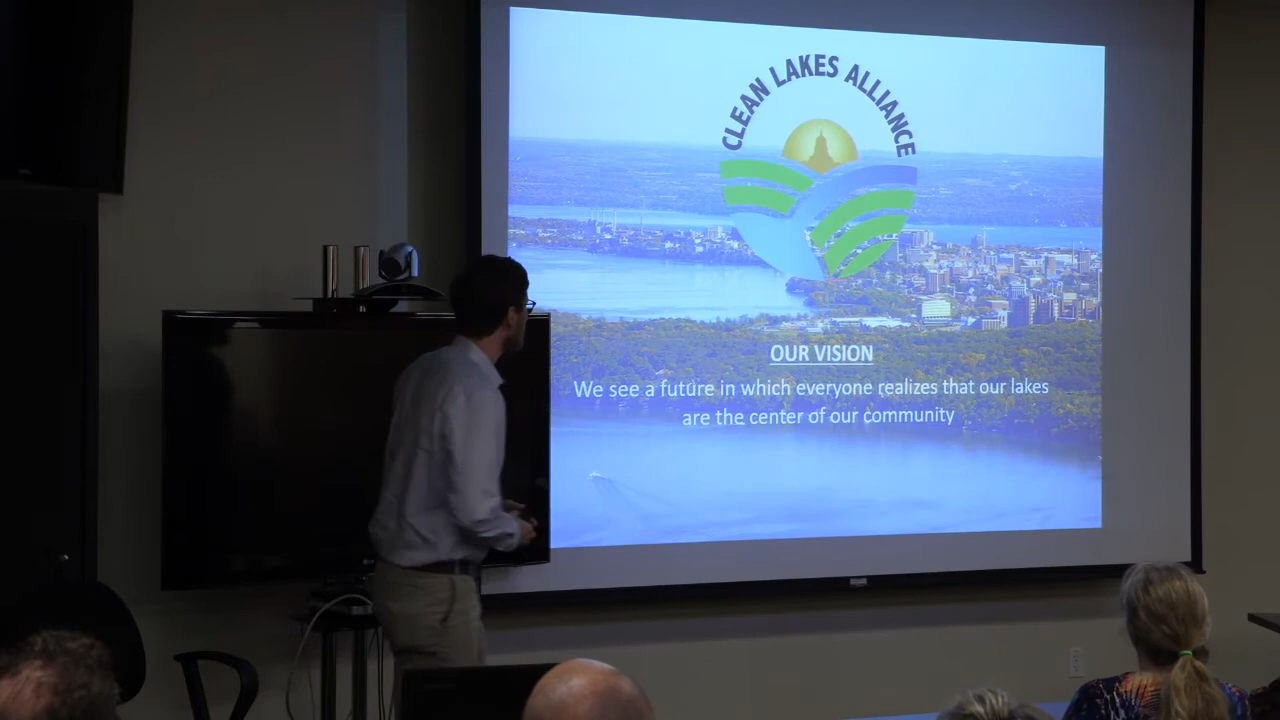 CLEAN LAKES ALLIANCE
OUR VISION
We see a future in which everyone realizes that our lakes
are the center of our community